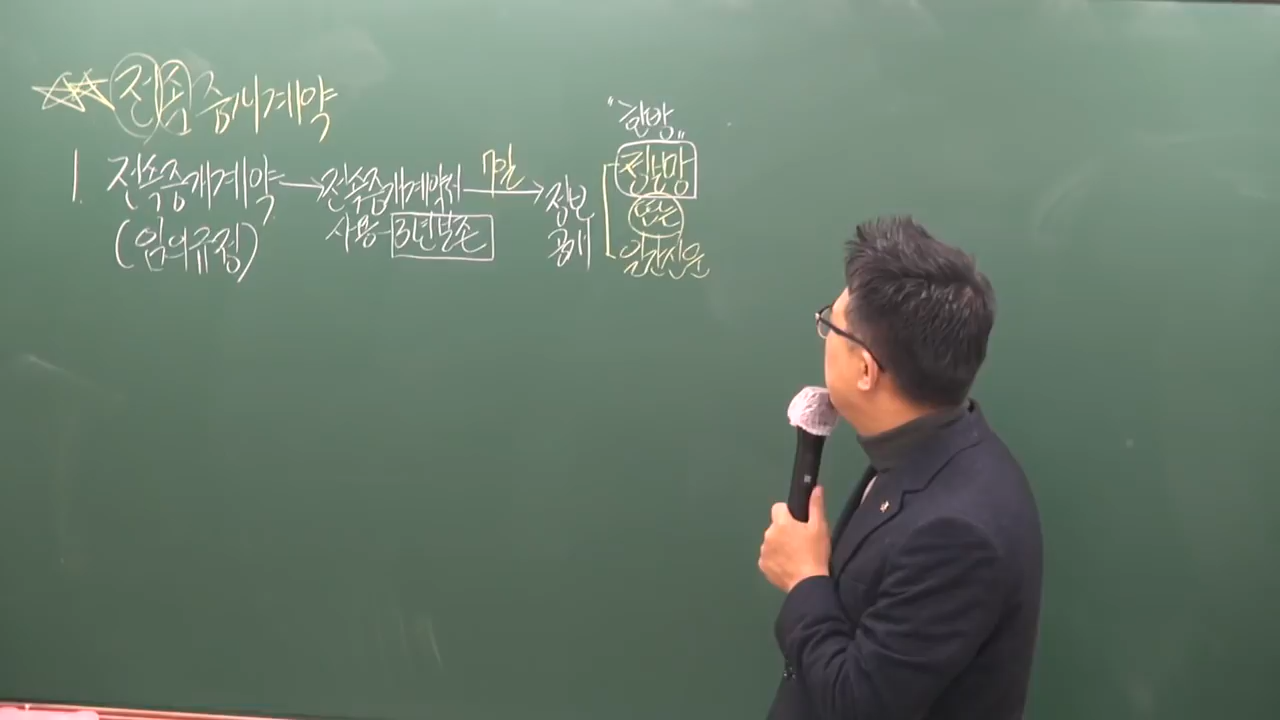 전속중개계약
1. 전속중개계약 → 전속중개계약서 7일 → 정보
(임의규정) 사용-3년보존 공개
"한방"
정보망
또는
일간신문